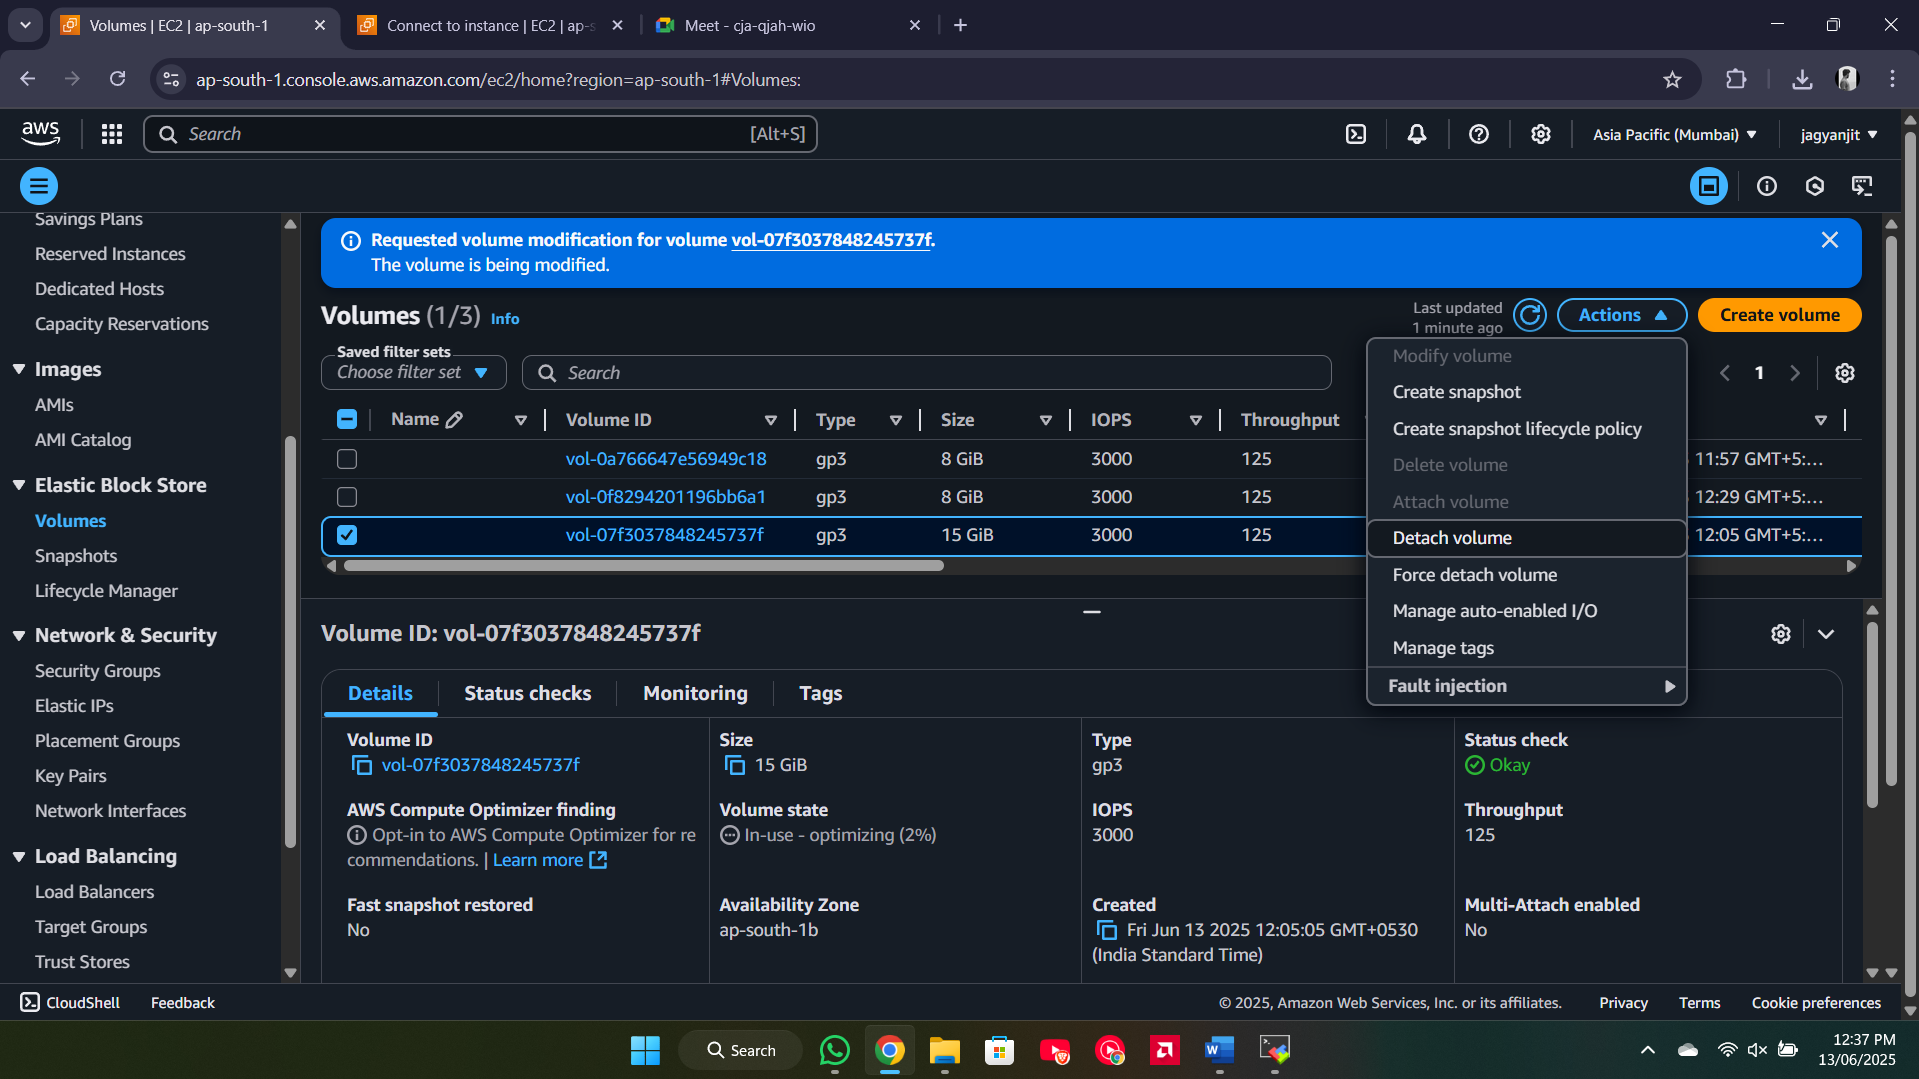 Volumes | EC2 | ap-south-1
Connect to instance | EC2 | ap-s
Meet - cja-qjah-wio
ap-south-1.console.aws.amazon.com/ec2/home?region=ap-south-1#Volumes:
aws
Search [Alt+S]
Asia Pacific (Mumbai)
jagyanjit
Savings Plans
Reserved Instances
Dedicated Hosts
Capacity Reservations
Images
AMIs
AMI Catalog
Elastic Block Store
Volumes
Snapshots
Lifecycle Manager
Network & Security
Security Groups
Elastic IPs
Placement Groups
Key Pairs
Network Interfaces
Load Balancing
Load Balancers
Target Groups
Trust Stores
Requested volume modification for volume vol-07f3037848245737f.
The volume is being modified.
Volumes (1/3) Info
Last updated
1 minute ago
Actions
Create volume
Saved filter sets
Choose filter set
Search
1
Name Volume ID Type Size IOPS Throughput
vol-0a766647e56949c18 gp3 8 GiB 3000 125 11:57 GMT+5:...
vol-0f8294201196bb6a1 gp3 8 GiB 3000 125 12:29 GMT+5:...
vol-07f3037848245737f gp3 15 GiB 3000 125 12:05 GMT+5:...
Modify volume
Create snapshot
Create snapshot lifecycle policy
Delete volume
Attach volume
Detach volume
Force detach volume
Manage auto-enabled I/O
Manage tags
Fault injection
Volume ID: vol-07f3037848245737f
Details Status checks Monitoring Tags
Volume ID
vol-07f3037848245737f
Size
15 GiB
Type
gp3
Status check
Okay
AWS Compute Optimizer finding
Opt-in to AWS Compute Optimizer for re
commendations. | Learn more
Volume state
In-use - optimizing (2%)
IOPS
3000
Throughput
125
Fast snapshot restored
No
Availability Zone
ap-south-1b
Created
Fri Jun 13 2025 12:05:05 GMT+0530
(India Standard Time)
Multi-Attach enabled
No
CloudShell Feedback
© 2025, Amazon Web Services, Inc. or its affiliates. Privacy Terms Cookie preferences
Search
12:37 PM
13/06/2025